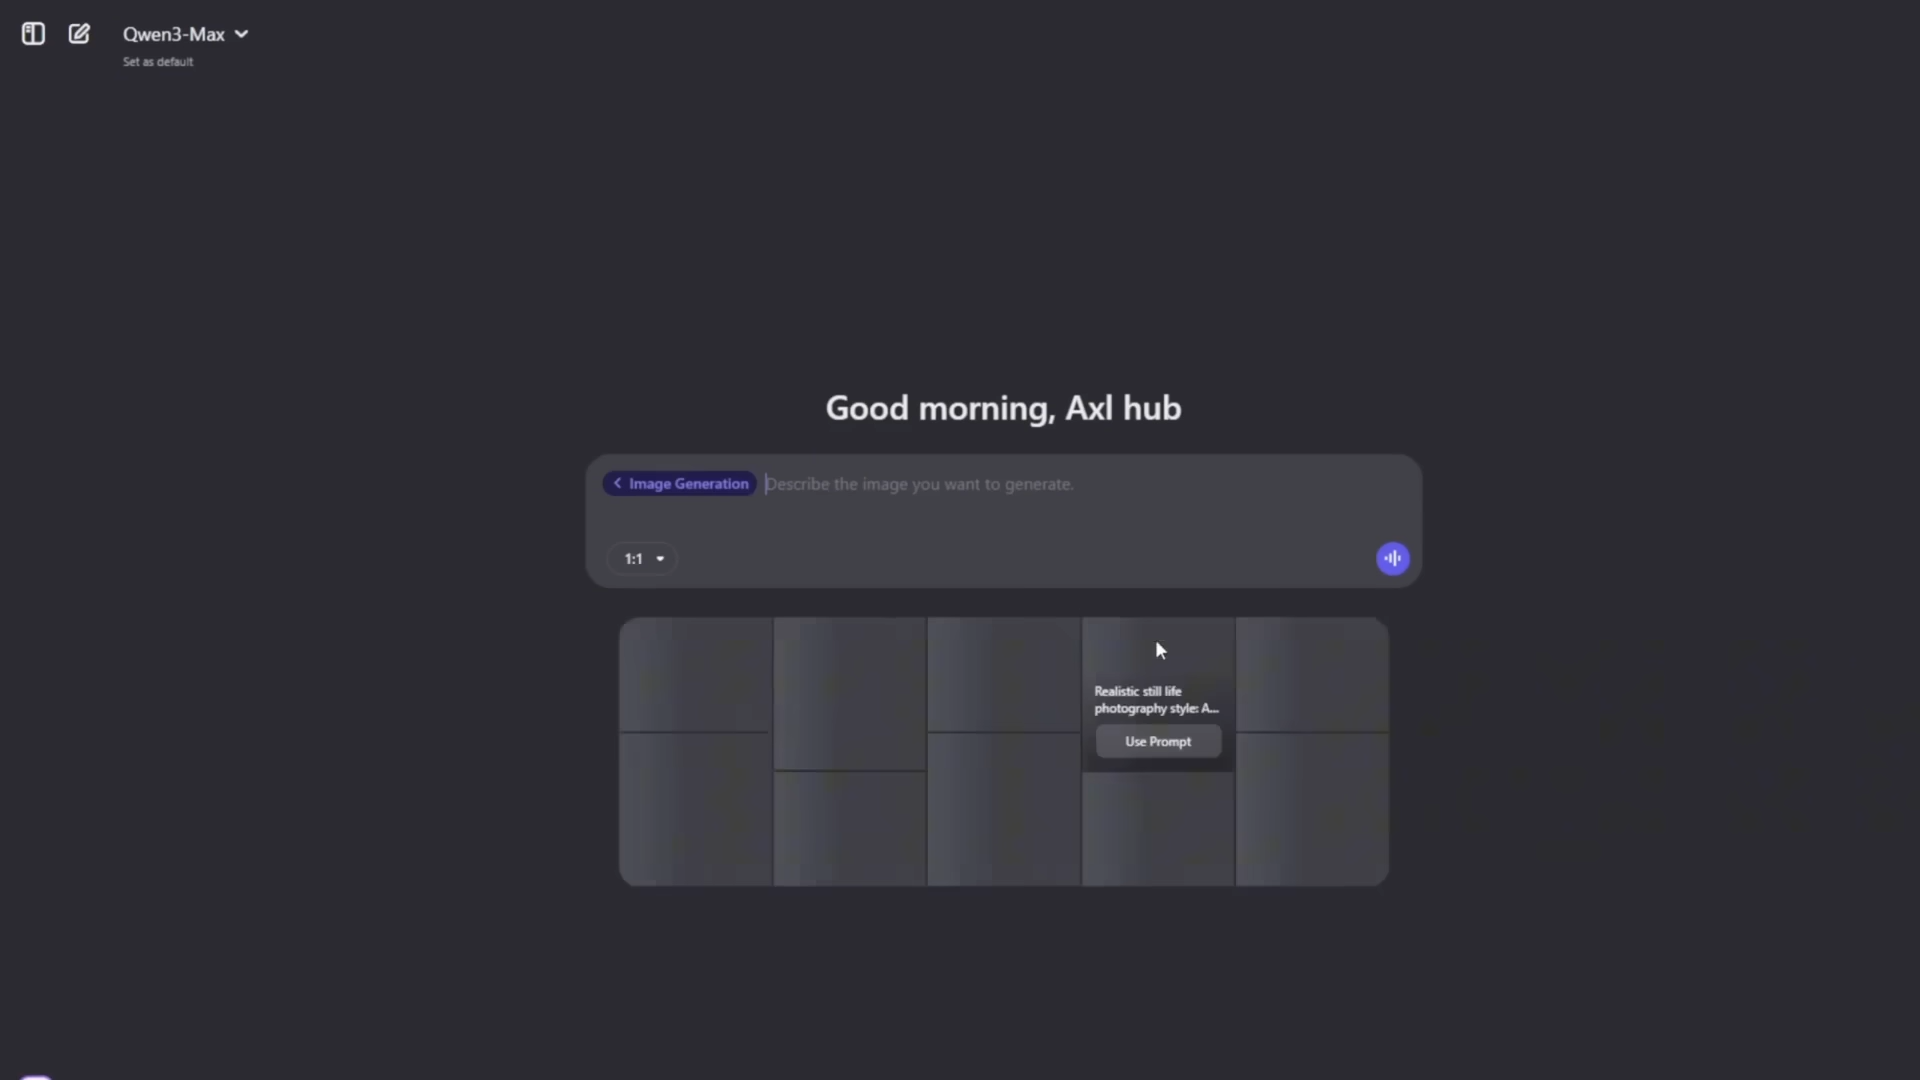 Qwen3-Max
Set as default
Good morning, Axl hub
Image Generation
Describe the image you want to generate.
1:1
Realistic still life
photography style: A...
Use Prompt